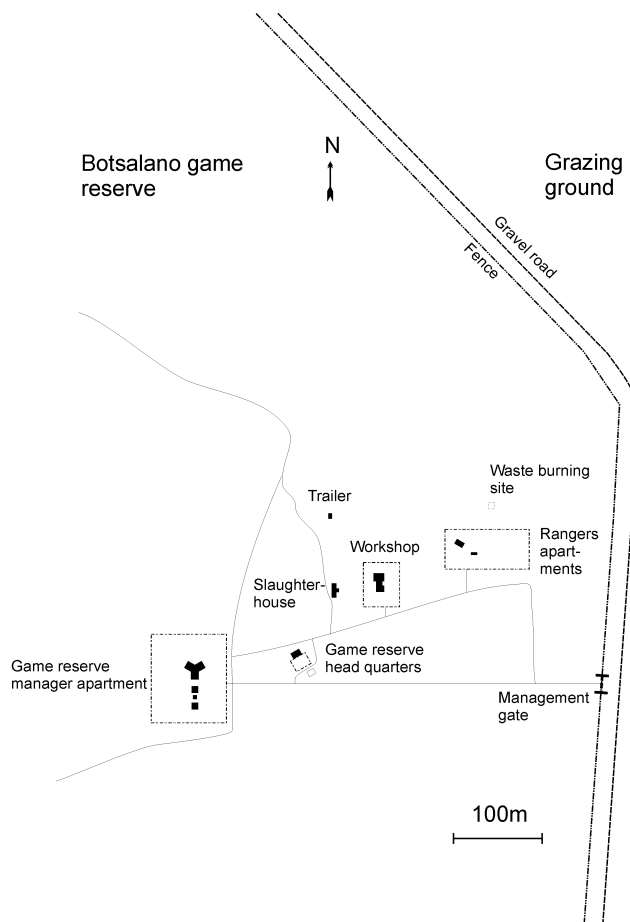 N
Botsalano game
reserve
Grazing
ground
Gravel road
Fence
Waste burning
site
Trailer
Rangers
apart-
ments
Workshop
Slaughter-
house
Game reserve
head quarters
Game reserve
manager apartment
Management
gate
100m